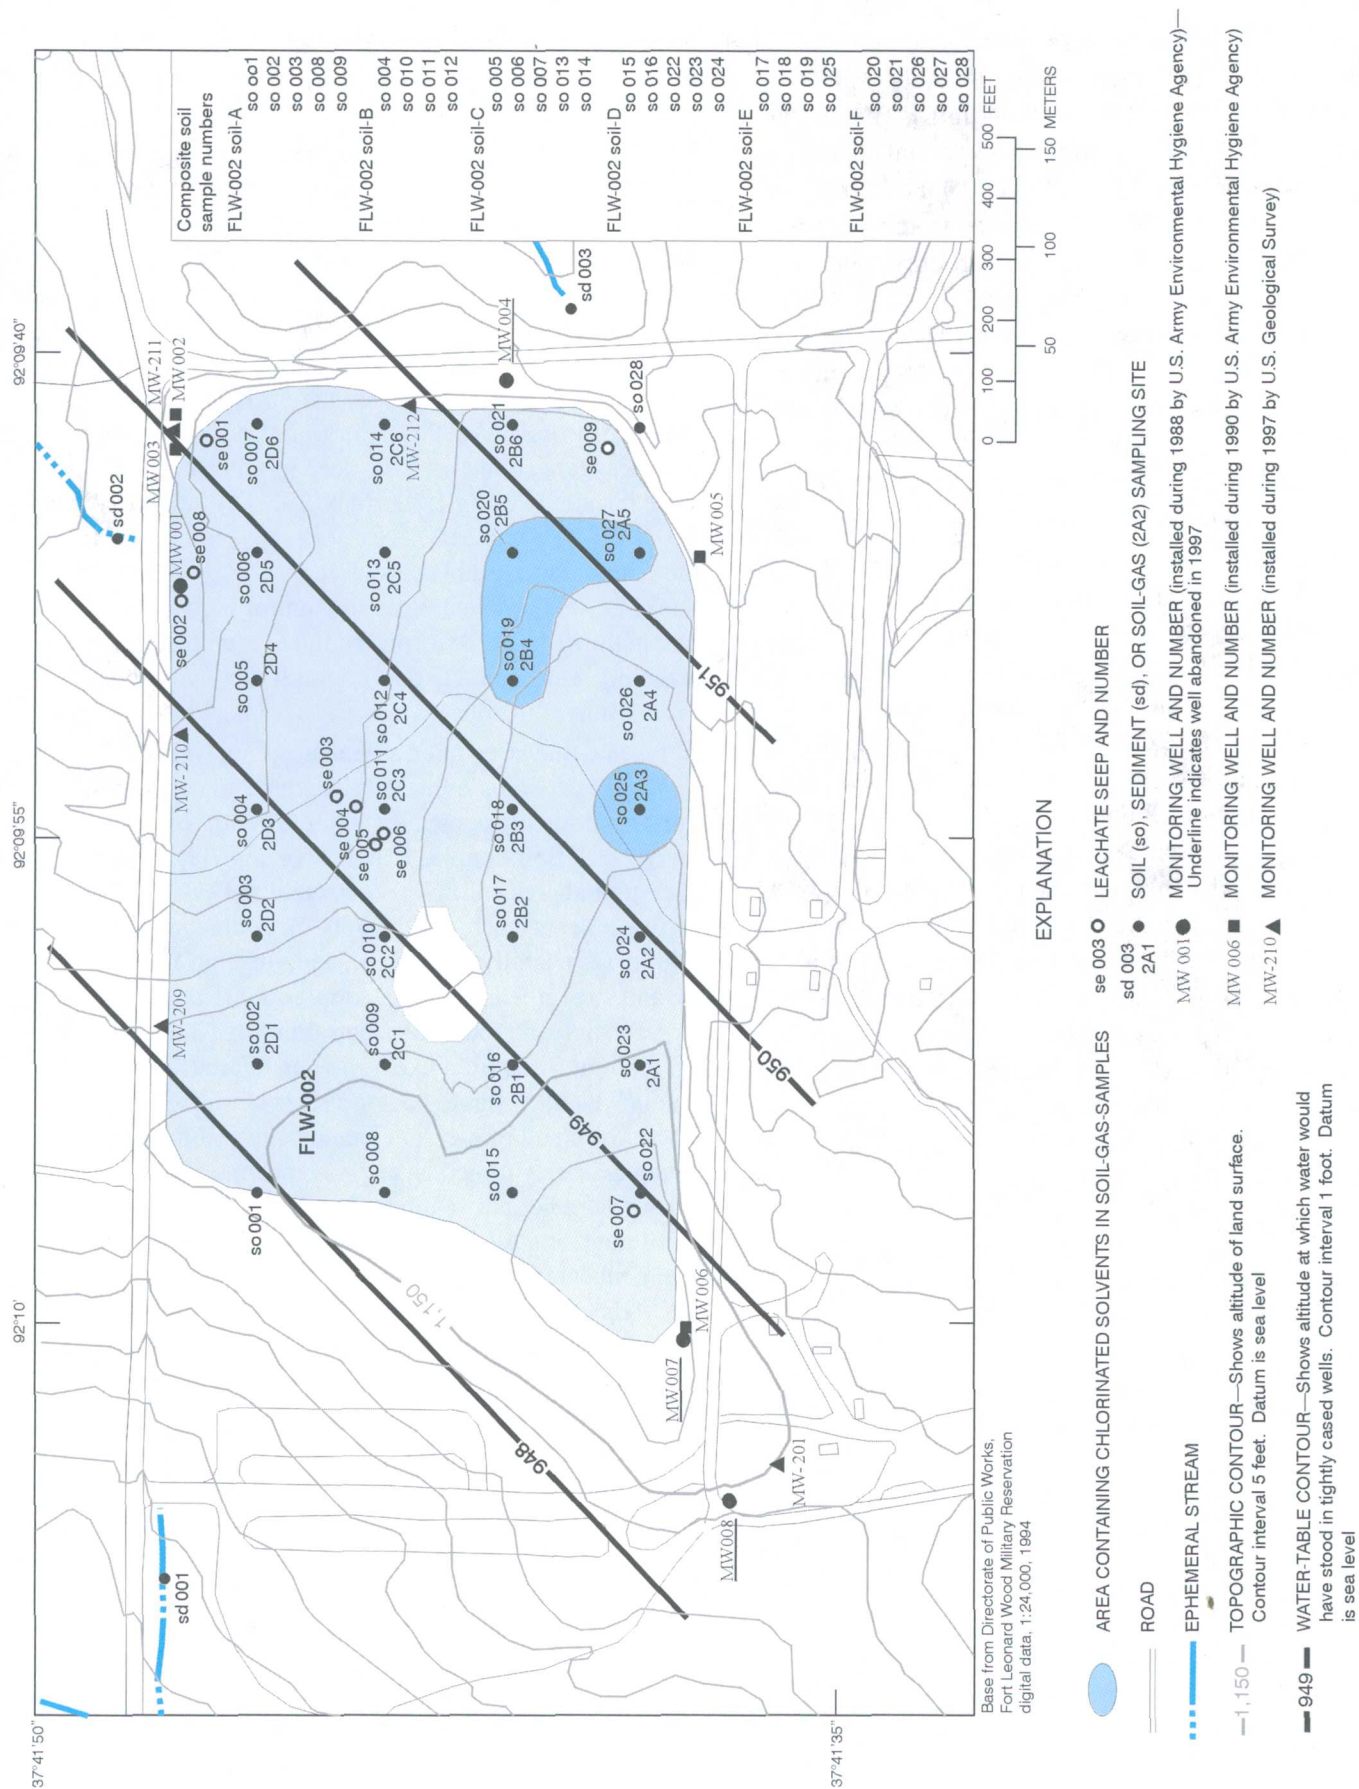 92°10'
92°09'55"
92°09'40"
37°41'50"
37°41'35"
sd 001
sd 002
sd 003
MW-209
MW-210
MW 001
MW 003
MW-211
MW 002
se 002
se 008
se 001
so 001
so 002
2D1
so 003
2D2
so 004
2D3
so 005
2D4
so 006
2D5
so 007
2D6
FLW-002
se 003
se 004
se 005
se 006
so 008
so 009
2C1
so 010
2C2
so 011
2C3
so 012
2C4
so 013
2C5
so 014
2C6
MW-212
MW 004
so 015
so 016
2B1
so 017
2B2
so 018
2B3
so 019
2B4
so 020
2B5
so 021
2B6
se 009
se 007
so 022
so 023
2A1
so 024
2A2
so 025
2A3
so 026
2A4
so 027
2A5
so 028
MW 005
MW 006
MW 007
MW008
MW-201
1,150
948
949
950
951
Composite soil
sample numbers
FLW-002 soil-A
so oo1
so 002
so 003
so 008
so 009
FLW-002 soil-B
so 004
so 010
so 011
so 012
FLW-002 soil-C
so 005
so 006
so 007
so 013
so 014
FLW-002 soil-D
so 015
so 016
so 022
so 023
so 024
FLW-002 soil-E
so 017
so 018
so 019
so 025
FLW-002 soil-F
so 020
so 021
so 026
so 027
so 028
Base from Directorate of Public Works,
Fort Leonard Wood Military Reservation
digital data, 1:24,000, 1994
0 100 200 300 400 500 FEET
50 100 150 METERS
EXPLANATION
AREA CONTAINING CHLORINATED SOLVENTS IN SOIL-GAS-SAMPLES
ROAD
EPHEMERAL STREAM
1,150 TOPOGRAPHIC CONTOUR—Shows altitude of land surface.
Contour interval 5 feet. Datum is sea level
949 WATER-TABLE CONTOUR—Shows altitude at which water would
have stood in tightly cased wells. Contour interval 1 foot. Datum
is sea level
se 003 LEACHATE SEEP AND NUMBER
sd 003 SOIL (so), SEDIMENT (sd), OR SOIL-GAS (2A2) SAMPLING SITE
2A1
MW 001 MONITORING WELL AND NUMBER (installed during 1988 by U.S. Army Environmental Hygiene Agency)—
Underline indicates well abandoned in 1997
MW 006 MONITORING WELL AND NUMBER (installed during 1990 by U.S. Army Environmental Hygiene Agency)
MW-210 MONITORING WELL AND NUMBER (installed during 1997 by U.S. Geological Survey)